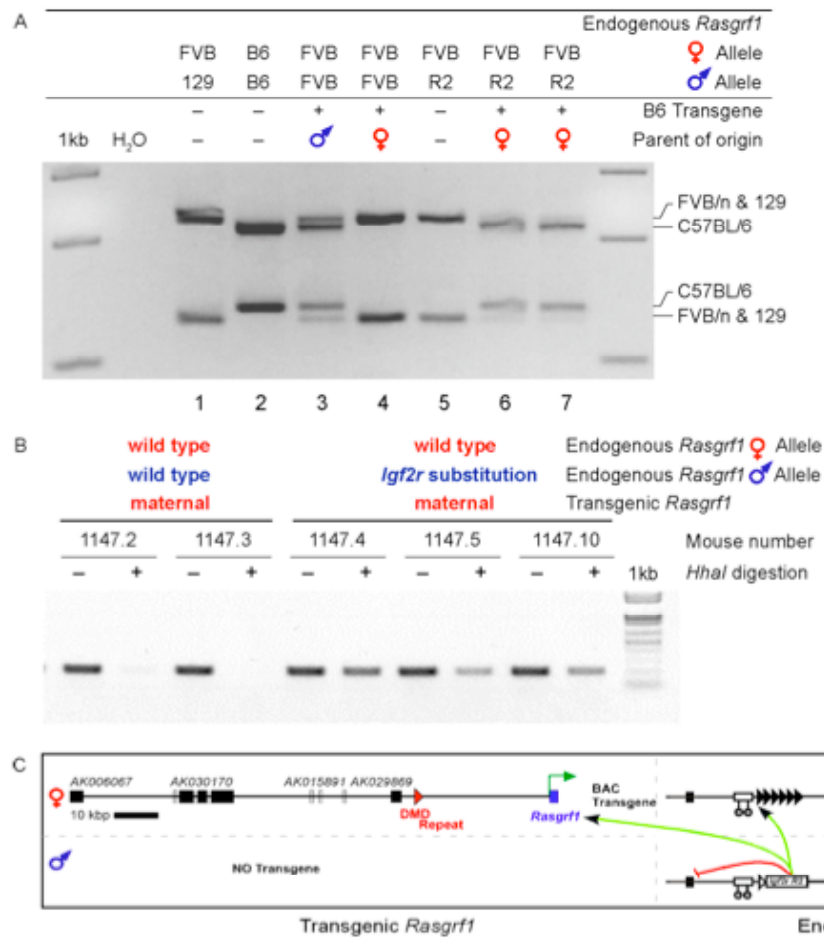 A
Endogenous Rasgrf1
FVB B6 FVB FVB FVB FVB FVB ♀ Allele
129 B6 FVB FVB R2 R2 R2 ♂ Allele
– – + + – + + B6 Transgene
1kb H₂O – – ♂ ♀ – ♀ ♀ Parent of origin
FVB/n & 129
C57BL/6
C57BL/6
FVB/n & 129
1 2 3 4 5 6 7
B
wild type wild type Endogenous Rasgrf1 ♀ Allele
wild type Igf2r substitution Endogenous Rasgrf1 ♂ Allele
maternal maternal Transgenic Rasgrf1
1147.2 1147.3 1147.4 1147.5 1147.10 Mouse number
– + – + – + – + – + 1kb HhaI digestion
C
AK006067 AK030170 AK015891 AK029869
♀
10 kbp
DMD
Repeat
Rasgrf1
BAC
Transgene
♂
NO Transgene
Transgenic Rasgrf1
En